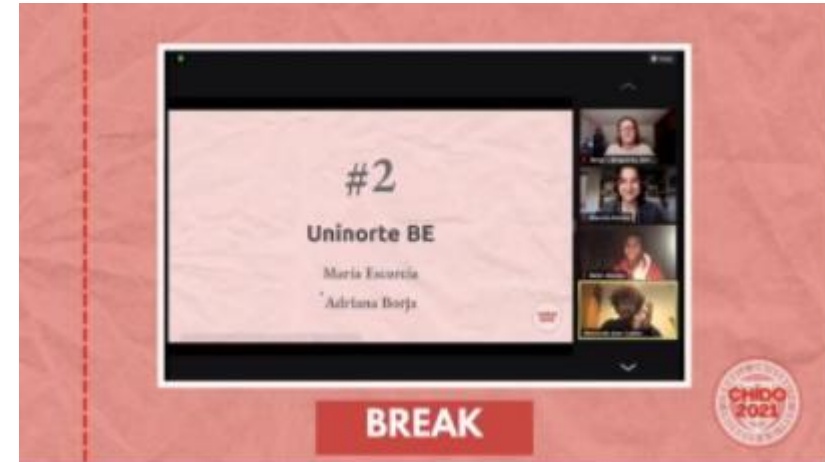 #2
Uninorte BE
María Escorcia
Adriana Borja
BREAK
CHIDO
2021